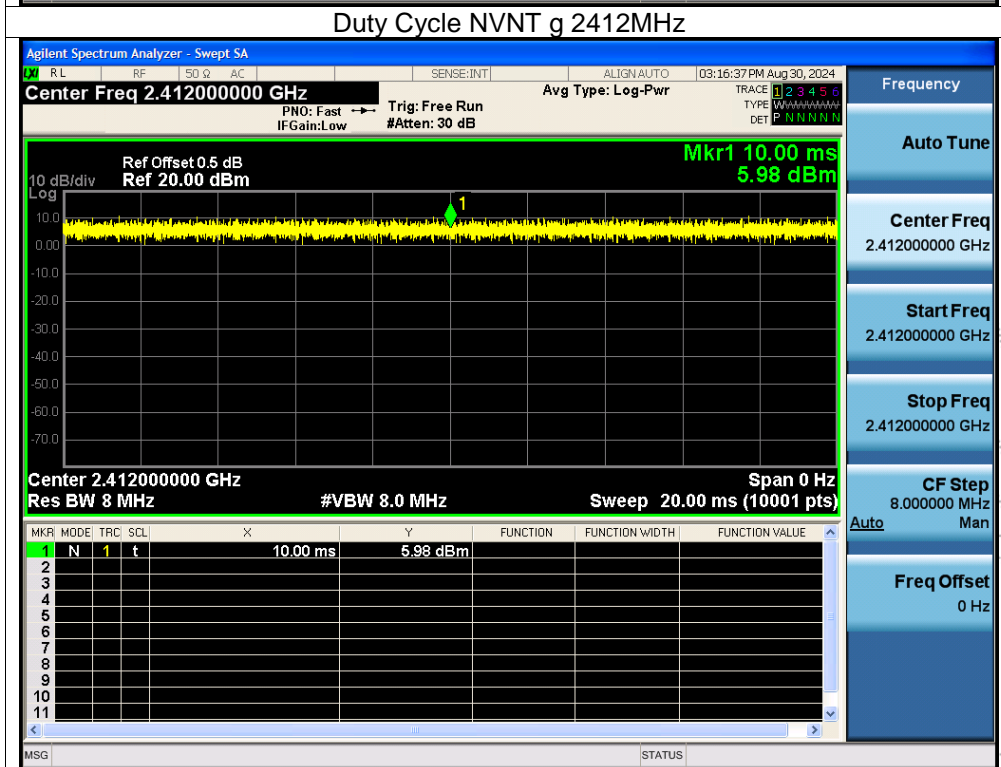 Duty Cycle NVNT g 2412MHz
Agilent Spectrum Analyzer - Swept SA
LXI RL RF 50 Ω AC SENSE:INT ALIGN AUTO 03:16:37 PM Aug 30, 2024
Center Freq 2.412000000 GHz Avg Type: Log-Pwr TRACE 1 2 3 4 5 6
PNO: Fast Trig: Free Run TYPE WWWWWWW
IFGain:Low #Atten: 30 dB DET P N N N N N
Mkr1 10.00 ms
5.98 dBm
Ref Offset 0.5 dB
10 dB/div Ref 20.00 dBm
Log
1
10.0
0.00
-10.0
-20.0
-30.0
-40.0
-50.0
-60.0
-70.0
Center 2.412000000 GHz Span 0 Hz
Res BW 8 MHz #VBW 8.0 MHz Sweep 20.00 ms (10001 pts)
MKR MODE TRC SCL X Y FUNCTION FUNCTION WIDTH FUNCTION VALUE
1 N 1 t 10.00 ms 5.98 dBm
2
3
4
5
6
7
8
9
10
11
MSG STATUS
Frequency
Auto Tune
Center Freq
2.412000000 GHz
Start Freq
2.412000000 GHz
Stop Freq
2.412000000 GHz
CF Step
8.000000 MHz
Auto Man
Freq Offset
0 Hz